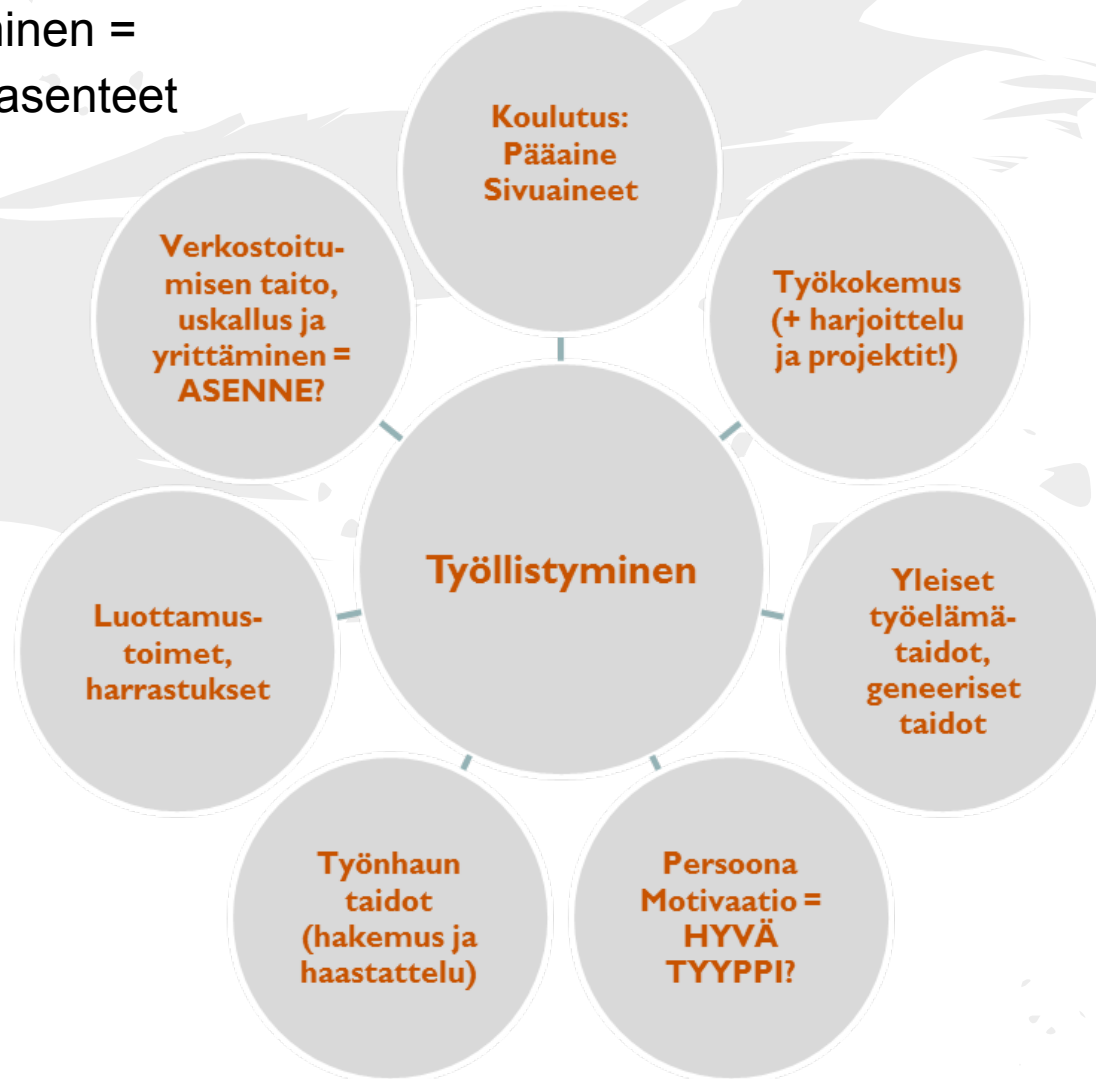 inen =
asenteet
Koulutus:
Pääaine
Sivuaineet
Työkokemus
(+ harjoittelu
ja projektit!)
Yleiset
työelämä-
taidot,
geneeriset
taidot
Persoona
Motivaatio =
HYVÄ
TYYPPI?
Työnhaun
taidot
(hakemus ja
haastattelu)
Luottamus-
toimet,
harrastukset
Verkostoitu-
misen taito,
uskallus ja
yrittäminen =
ASENNE?
Työllistyminen